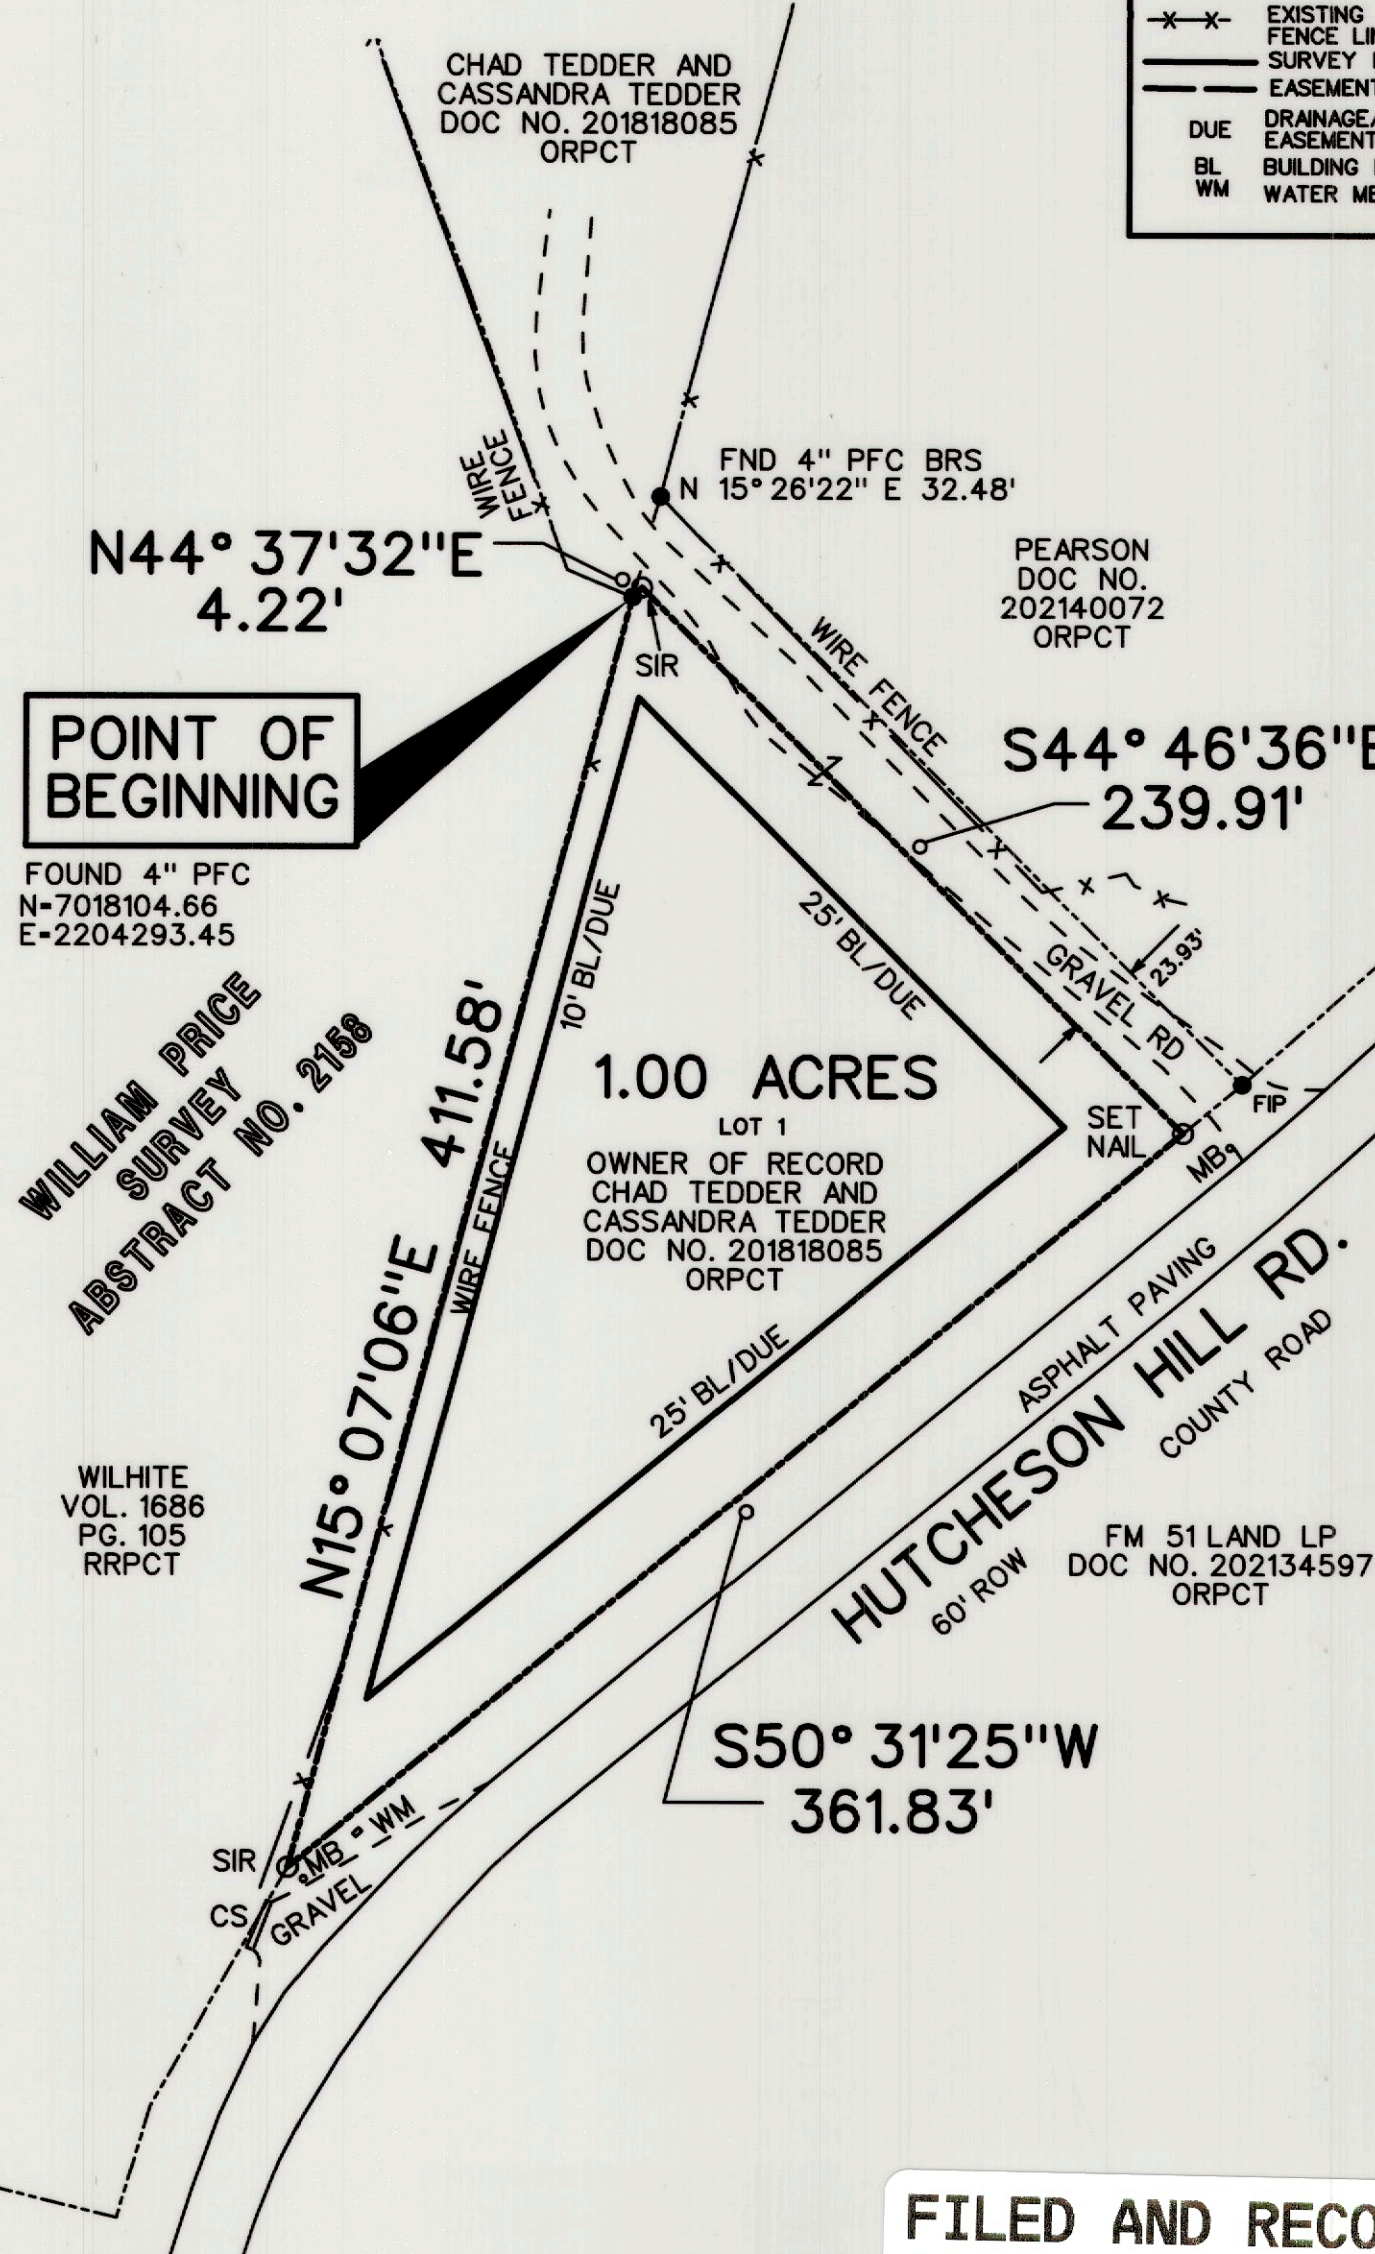 EXISTING
FENCE
SURVEY
EASEMENT
DUE
EASEMENT
BL BUILDING
WM WATER
CHAD TEDDER AND
CASSANDRA TEDDER
DOC NO. 201818085
ORPCT
WIRE
FENCE
FND 4" PFC BRS
N 15°26'22" E 32.48'
N44°37'32"E
4.22'
PEARSON
DOC NO.
202140072
ORPCT
SIR
WIRE FENCE
POINT OF
BEGINNING
S44°46'36"E
239.91'
FOUND 4" PFC
N=7018104.66
E=2204293.45
10' BL/DUE
25' BL/DUE
GRAVEL RD
23.93'
WILLIAM PRICE
SURVEY
ABSTRACT NO. 2158
N15°07'06"E 411.58'
WIRE FENCE
1.00 ACRES
LOT 1
OWNER OF RECORD
CHAD TEDDER AND
CASSANDRA TEDDER
DOC NO. 201818085
ORPCT
SET
NAIL
FIP
MB
25' BL/DUE
ASPHALT PAVING
HUTCHESON HILL RD.
COUNTY ROAD
60' ROW
WILHITE
VOL. 1686
PG. 105
RRPCT
FM 51 LAND LP
DOC NO. 202134597
ORPCT
S50°31'25"W
361.83'
SIR
MB WM
CS
GRAVEL
FILED AND